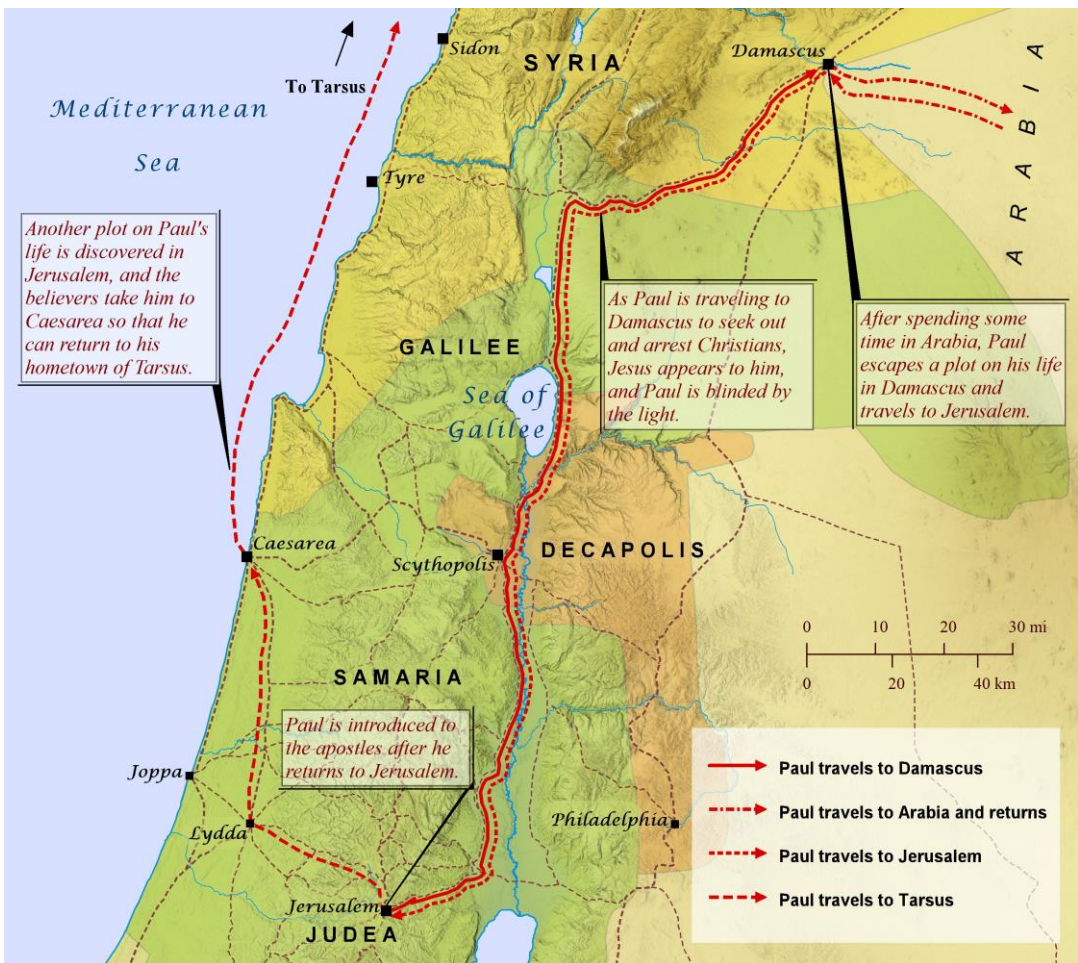 To Tarsus
Sidon
SYRIA
Damascus
ARABIA
Mediterranean
Sea
Tyre
Another plot on Paul's
life is discovered in
Jerusalem, and the
believers take him to
Caesarea so that he
can return to his
hometown of Tarsus.
As Paul is traveling to
Damascus to seek out
and arrest Christians,
Jesus appears to him,
and Paul is blinded by
the light.
After spending some
time in Arabia, Paul
escapes a plot on his life
in Damascus and
travels to Jerusalem.
GALILEE
Sea of
Galilee
Caesarea
Scythopolis
DECAPOLIS
0 10 20 30 mi
0 20 40 km
SAMARIA
Paul is introduced to
the apostles after he
returns to Jerusalem.
Joppa
Lydda
Philadelphia
Jerusalem
JUDEA
Paul travels to Damascus
Paul travels to Arabia and returns
Paul travels to Jerusalem
Paul travels to Tarsus